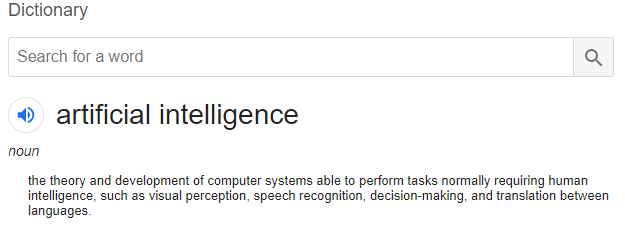 Dictionary
Search for a word
artificial intelligence
noun
the theory and development of computer systems able to perform tasks normally requiring human
intelligence, such as visual perception, speech recognition, decision-making, and translation between
languages.